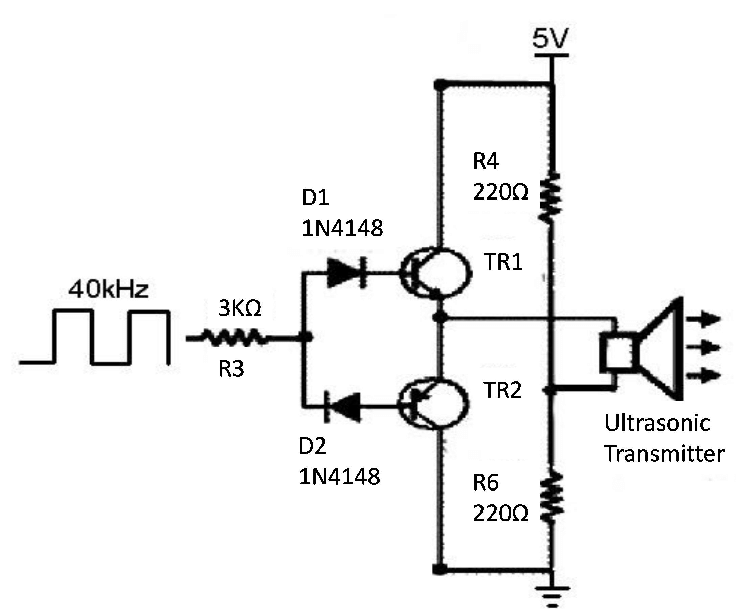 5V
R4
220Ω
D1
1N4148
TR1
40kHz
3KΩ
R3
TR2
Ultrasonic
Transmitter
D2
1N4148
R6
220Ω